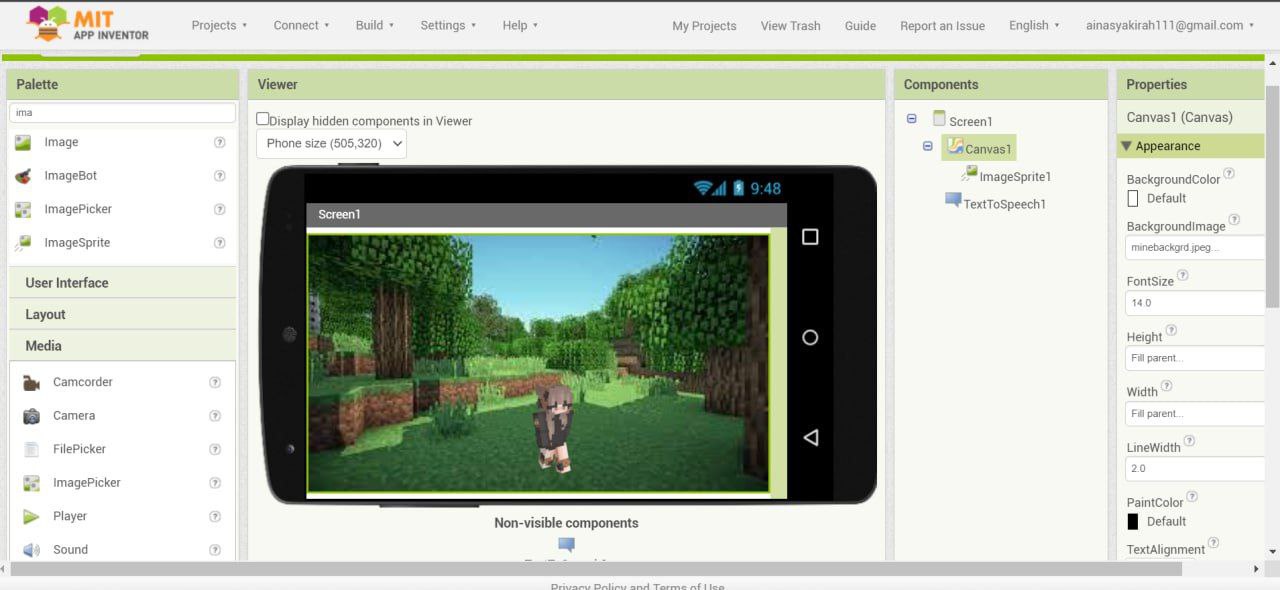 MIT
APP INVENTOR
Projects
Connect
Build
Settings
Help
My Projects
View Trash
Guide
Report an Issue
English
ainasyakirah111@gmail.com
Palette
ima
Image
ImageBot
ImagePicker
ImageSprite
User Interface
Layout
Media
Camcorder
Camera
FilePicker
ImagePicker
Player
Sound
Viewer
Display hidden components in Viewer
Phone size (505,320)
9:48
Screen1
Non-visible components
Components
Screen1
Canvas1
ImageSprite1
TextToSpeech1
Properties
Canvas1 (Canvas)
Appearance
BackgroundColor
Default
BackgroundImage
minebackgrd.jpeg...
FontSize
14.0
Height
Fill parent...
Width
Fill parent...
LineWidth
2.0
PaintColor
Default
TextAlignment
Privacy Policy and Terms of Use